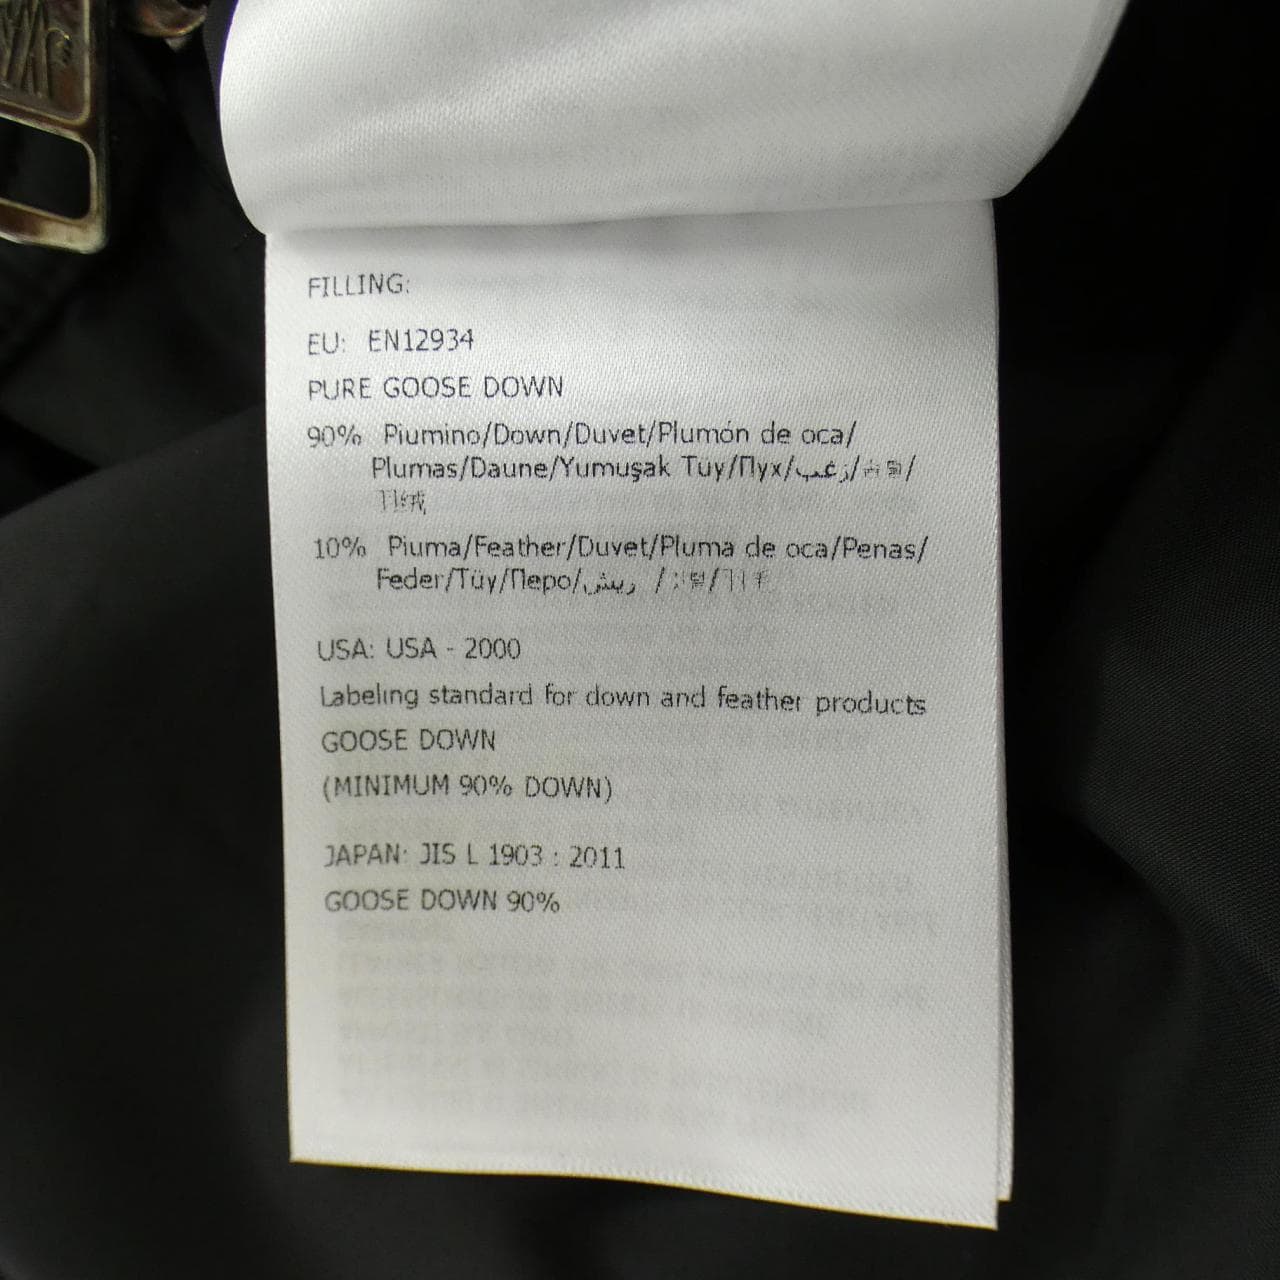 FILLING:
EU: EN12934
PURE GOOSE DOWN
90% Piumino/Down/Duvet/Plumón de oca/
Plumas/Daune/Yumuşak Tüy/Пух/زغب/
羽绒
10% Piuma/Feather/Duvet/Pluma de oca/Penas/
Feder/Tüy/Перо/ريش /
USA: USA - 2000
Labeling standard for down and feather products
GOOSE DOWN
(MINIMUM 90% DOWN)
JAPAN: JIS L 1903 : 2011
GOOSE DOWN 90%